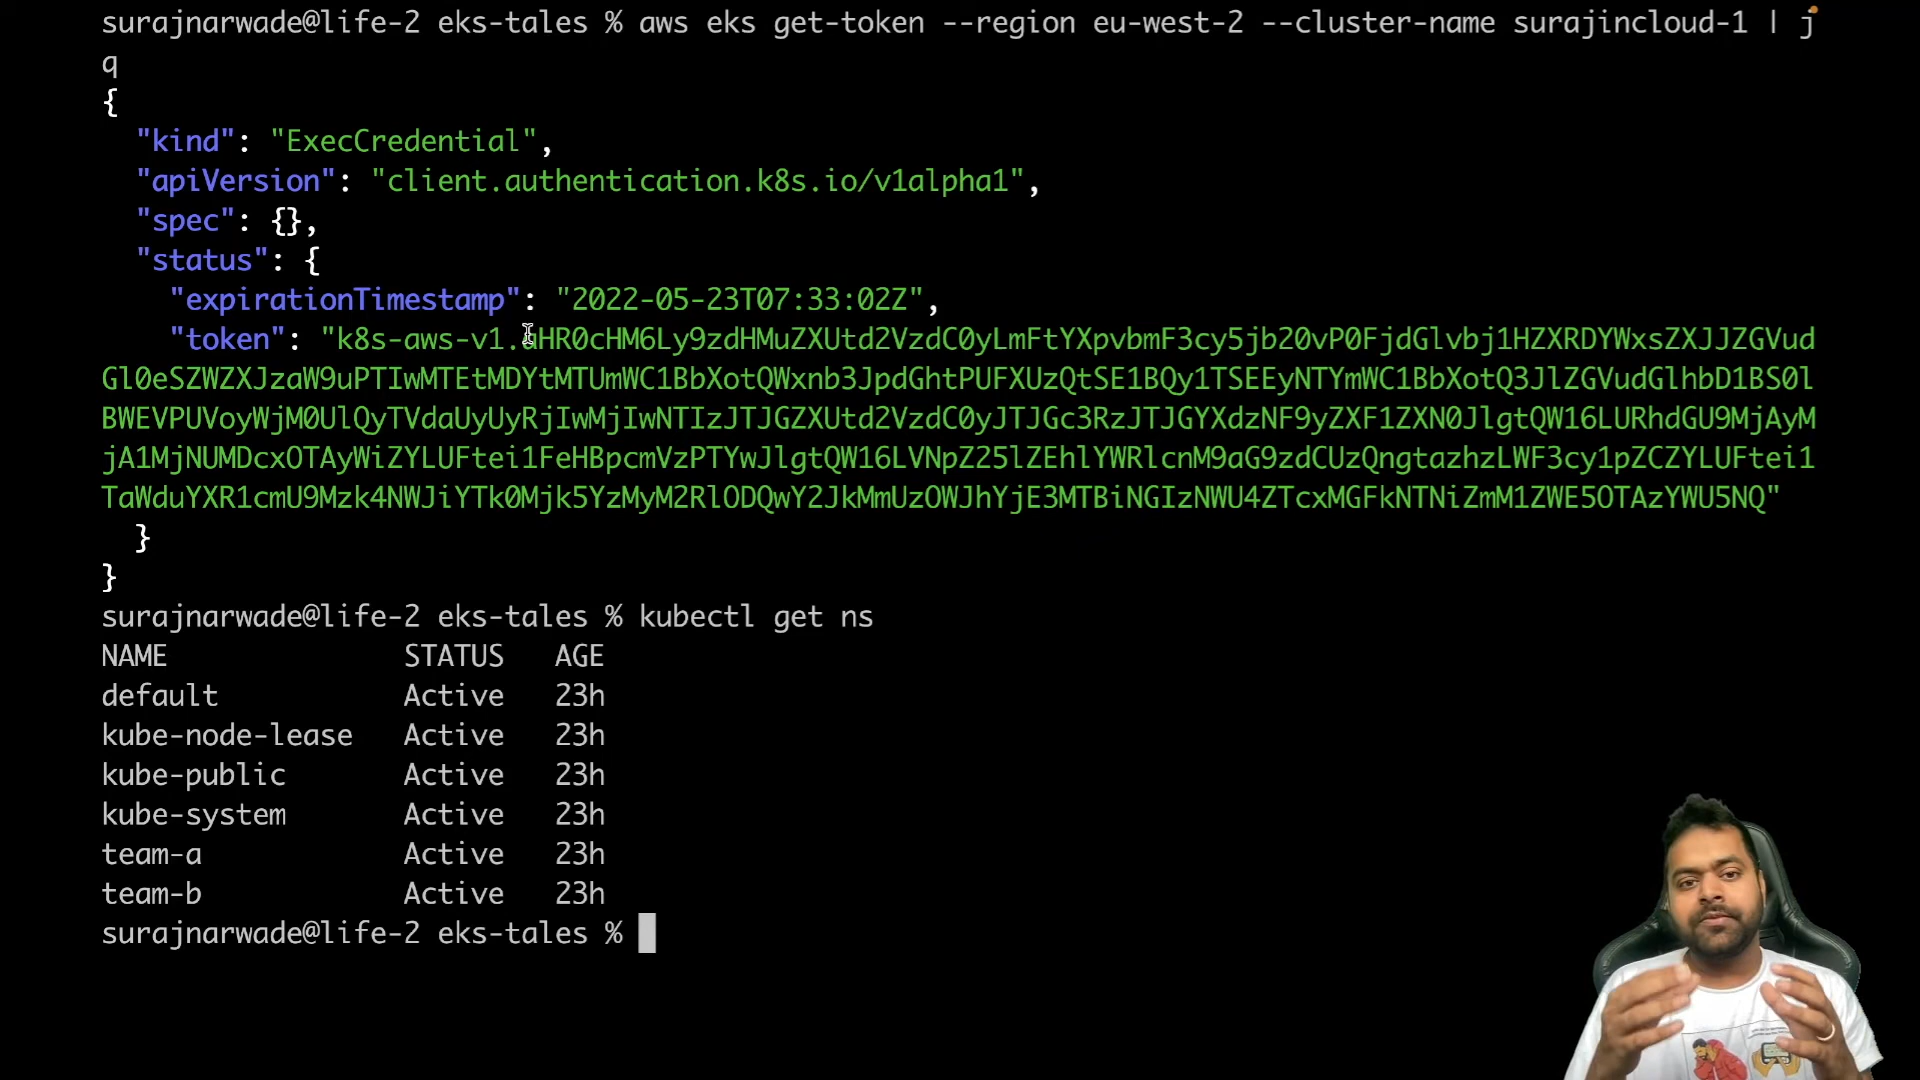 surajnarwade@life-2 eks-tales % aws eks get-token --region eu-west-2 --cluster-name surajincloud-1 | j
q
{
  "kind": "ExecCredential",
  "apiVersion": "client.authentication.k8s.io/v1alpha1",
  "spec": {},
  "status": {
    "expirationTimestamp": "2022-05-23T07:33:02Z",
    "token": "k8s-aws-v1.aHR0cHM6Ly9zdHMuZXUtd2VzdC0yLmFtYXpvbmF3cy5jb20vP0FjdGlvbj1HZXRDYWxsZXJJZGVud
Gl0eSZWZXJzaW9uPTIwMTEtMDYtMTUmWC1BbXotQWxnb3JpdGhtPUFXUzQtSE1BQy1TSEEyNTYmWC1BbXotQ3JlZGVudGlhbD1BS0l
BWEVPUVoyWjM0UlQyTVdaUyUyRjIwMjIwNTIzJTJGZXUtd2VzdC0yJTJGc3RzJTJGYXdzNF9yZXF1ZXN0JlgtQW16LURhdGU9MjAyM
jA1MjNUMDcxOTAyWiZYLUFtei1FeHBpcmVzPTYwJlgtQW16LVNpZ25lZEhlYWRlcnM9aG9zdCUzQngtazhzLWF3cy1pZCZYLUFtei1
TaWduYXR1cmU9Mzk4NWJiYTk0Mjk5YzMyM2RlODQwY2JkMmUzOWJhYjE3MTBiNGIzNWU4ZTcxMGFkNTNiZmM1ZWE5OTAzYWU5NQ"
  }
}
surajnarwade@life-2 eks-tales % kubectl get ns
NAME              STATUS   AGE
default           Active   23h
kube-node-lease   Active   23h
kube-public       Active   23h
kube-system       Active   23h
team-a            Active   23h
team-b            Active   23h
surajnarwade@life-2 eks-tales %